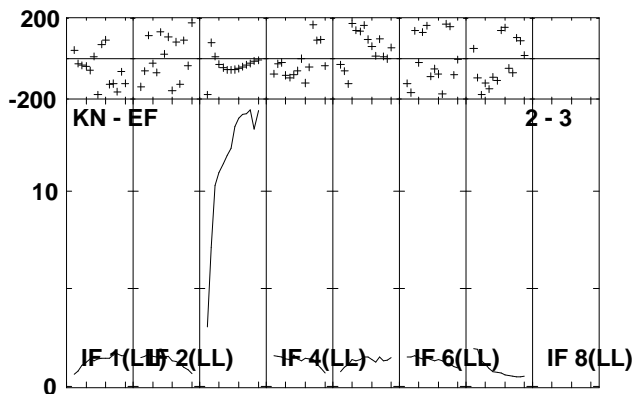 200
-200
KN - EF 2 - 3
10
IF 1(LL) IF 2(LL) IF 4(LL) IF 6(LL) IF 8(LL)
0